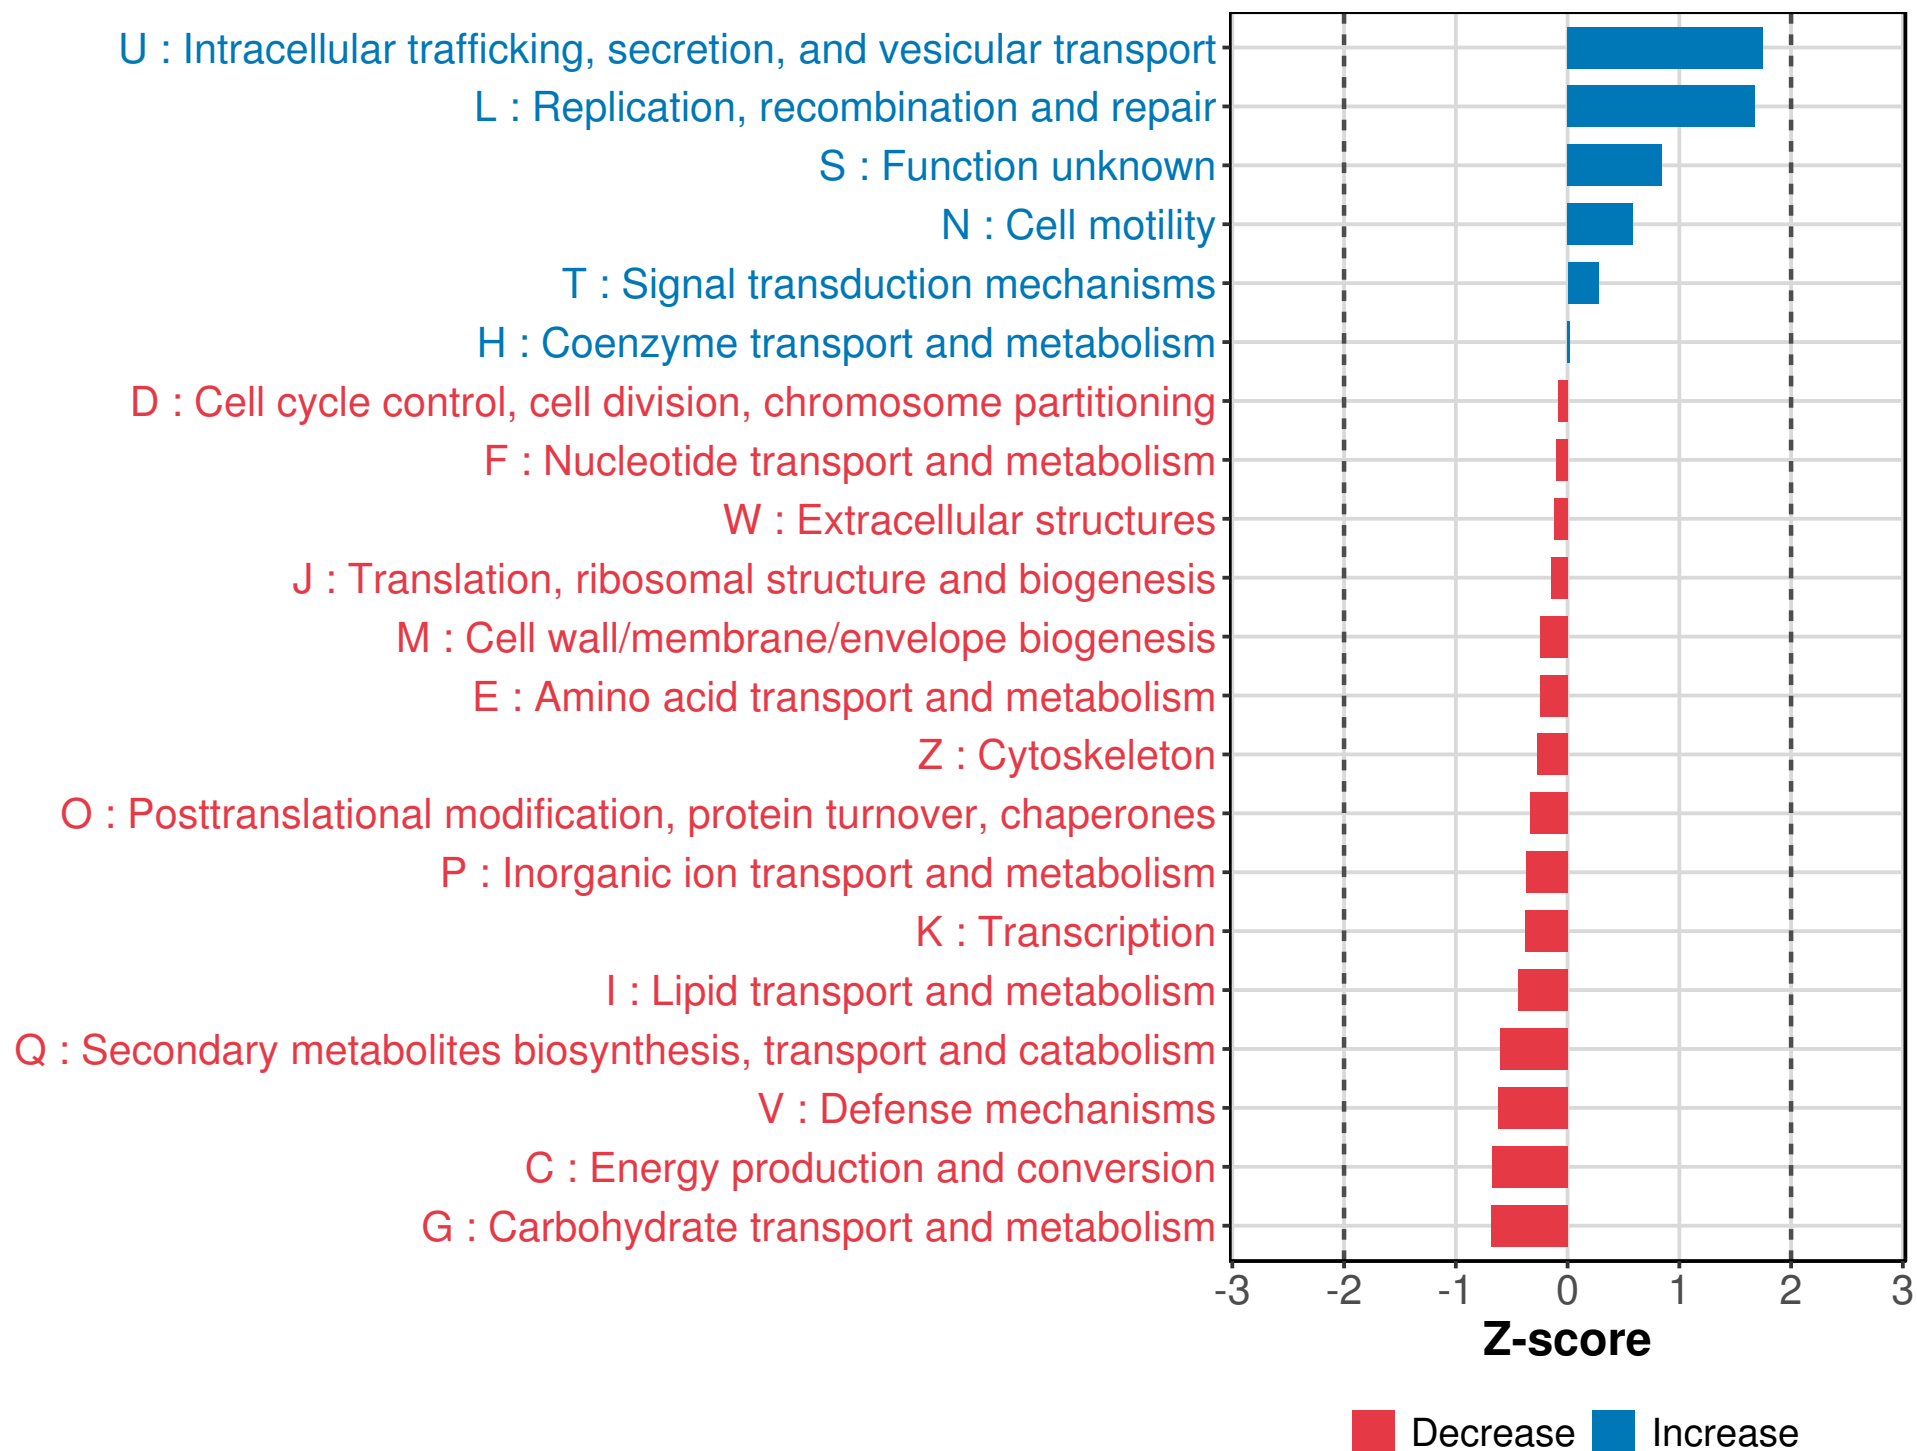 U : Intracellular trafficking, secretion, and vesicular transport
L : Replication, recombination and repair
S : Function unknown
N : Cell motility
T : Signal transduction mechanisms
H : Coenzyme transport and metabolism
D : Cell cycle control, cell division, chromosome partitioning
F : Nucleotide transport and metabolism
W : Extracellular structures
J : Translation, ribosomal structure and biogenesis
M : Cell wall/membrane/envelope biogenesis
E : Amino acid transport and metabolism
Z : Cytoskeleton
O : Posttranslational modification, protein turnover, chaperones
P : Inorganic ion transport and metabolism
K : Transcription
I : Lipid transport and metabolism
Q : Secondary metabolites biosynthesis, transport and catabolism
V : Defense mechanisms
C : Energy production and conversion
G : Carbohydrate transport and metabolism
-3 -2 -1 0 1 2 3
Z-score
Decrease Increase